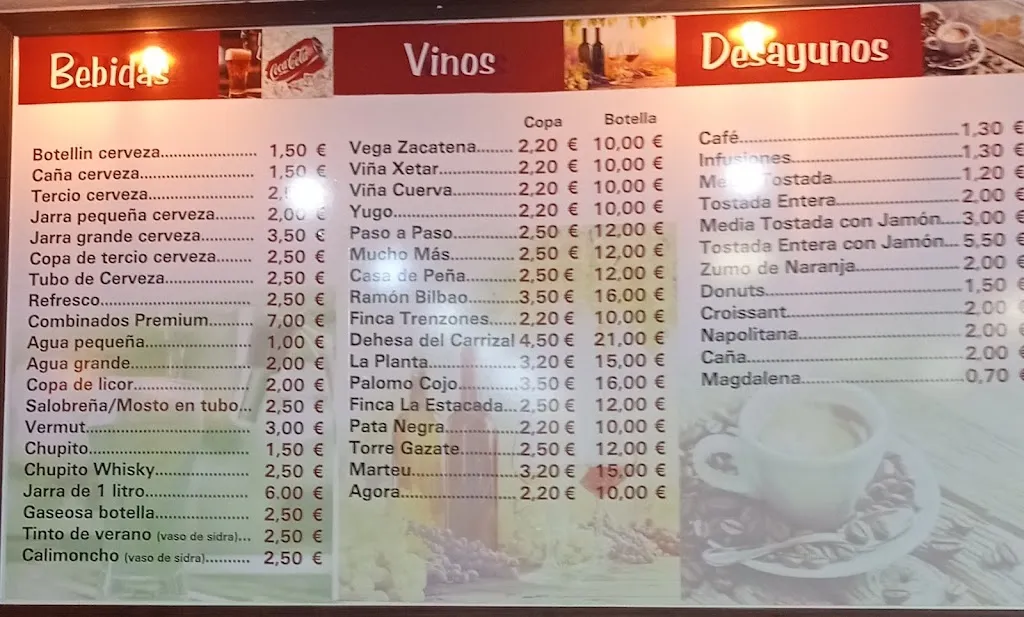 Bebidas
Coca-Cola
Botellin cerveza........................ 1,50 €
Caña cerveza........................ 1,50 €
Tercio cerveza........................ 2,
Jarra pequeña cerveza......... 2,00 €
Jarra grande cerveza............ 3,50 €
Copa de tercio cerveza......... 2,50 €
Tubo de Cerveza.................. 2,50 €
Refresco................................ 2,50 €
Combinados Premium.......... 7,00 €
Agua pequeña...................... 1,00 €
Agua grande......................... 2,00 €
Copa de licor........................ 2,00 €
Salobreña/Mosto en tubo... 2,50 €
Vermut................................. 3,00 €
Chupito................................. 1,50 €
Chupito Whisky.................... 2,50 €
Jarra de 1 litro...................... 6.00 €
Gaseosa botella.................... 2,50 €
Tinto de verano (vaso de sidra)... 2,50 €
Calimoncho (vaso de sidra).......... 2,50 €
Vinos
Copa Botella
Vega Zacatena........ 2,20 € 10,00 €
Viña Xetar............... 2,20 € 10,00 €
Viña Cuerva............ 2,20 € 10,00 €
Yugo........................ 2,20 € 10,00 €
Paso a Paso............ 2,50 € 12,00 €
Mucho Más............. 2,50 € 12,00 €
Casa de Peña.......... 2,50 € 12,00 €
Ramón Bilbao.......... 3,50 € 16,00 €
Finca Trenzones...... 2,20 € 10,00 €
Dehesa del Carrizal 4,50 € 21,00 €
La Planta................. 3,20 € 15,00 €
Palomo Cojo............ 3,50 € 16,00 €
Finca La Estacada... 2,50 € 12,00 €
Pata Negra............... 2,20 € 10,00 €
Torre Gazate............ 2,50 € 12,00 €
Marteu..................... 3,20 € 15,00 €
Agora....................... 2,20 € 10,00 €
Desayunos
Café............................................ 1,30 €
Infusiones................................... 1,30 €
Tostada........................... 1,20 €
Tostada Entera........................... 2,00 €
Media Tostada con Jamón.... 3,00 €
Tostada Entera con Jamón... 5,50 €
Zumo de Naranja................... 2,00 €
Donuts.................................... 1,50 €
Croissant................................ 2,00 €
Napolitana.............................. 2,00 €
Caña....................................... 2,00 €
Magdalena.............................. 0,70 €